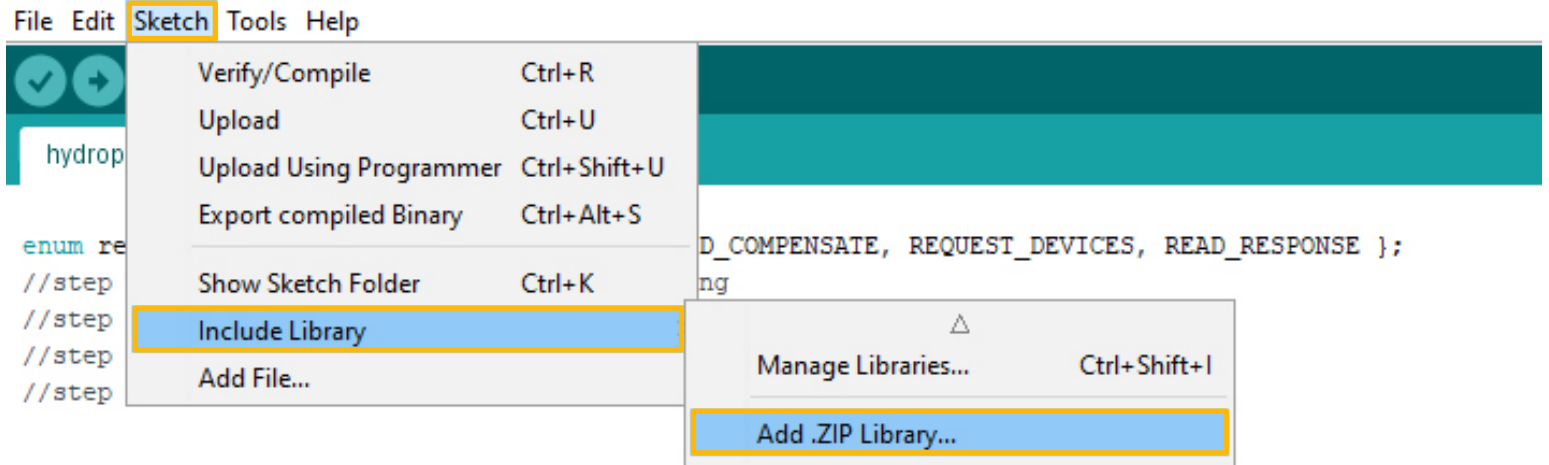 File Edit Sketch Tools Help
Verify/Compile Ctrl+R
Upload Ctrl+U
hydrop
Upload Using Programmer Ctrl+Shift+U
Export compiled Binary Ctrl+Alt+S
enum re D_COMPENSATE, REQUEST_DEVICES, READ_RESPONSE };
//step Show Sketch Folder Ctrl+K ng
//step Include Library
//step
Manage Libraries... Ctrl+Shift+I
//step Add File...
Add .ZIP Library...